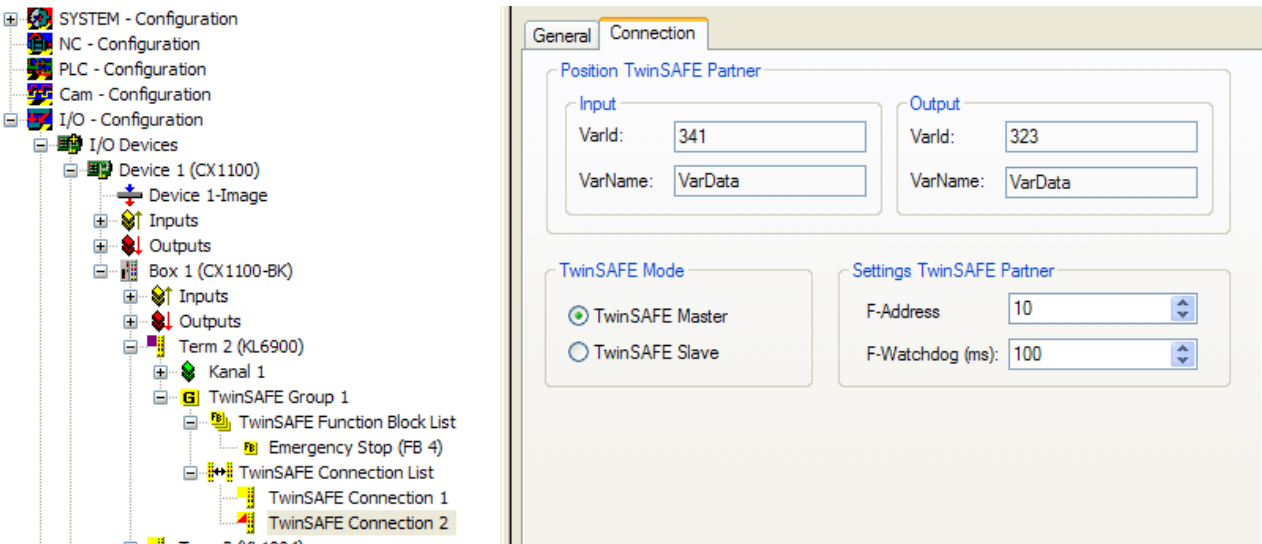 SYSTEM - Configuration
NC - Configuration
PLC - Configuration
Cam - Configuration
I/O - Configuration
I/O Devices
Device 1 (CX1100)
Device 1-Image
Inputs
Outputs
Box 1 (CX1100-BK)
Inputs
Outputs
Term 2 (KL6900)
Kanal 1
G TwinSAFE Group 1
FB TwinSAFE Function Block List
FB Emergency Stop (FB 4)
TwinSAFE Connection List
TwinSAFE Connection 1
TwinSAFE Connection 2
General Connection
Position TwinSAFE Partner
Input
VarId: 341
VarName: VarData
Output
VarId: 323
VarName: VarData
TwinSAFE Mode
TwinSAFE Master
TwinSAFE Slave
Settings TwinSAFE Partner
F-Address 10
F-Watchdog (ms): 100